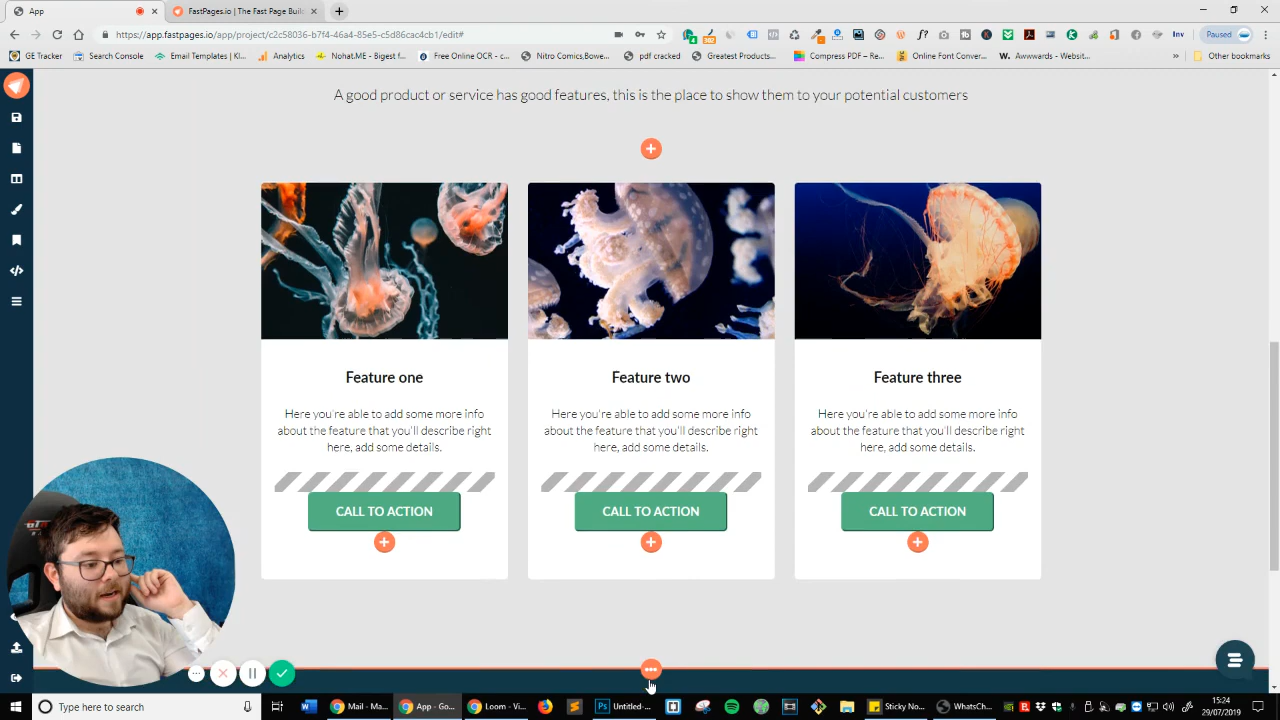 App
FastPages.io | The Fast Page Build
https://app.fastpages.io/app/project/c2c58036-b7f4-46a4-85e5-c5d86cac4cb1/edit#
4
302
Inv
Paused
GE Tracker
Search Console
Email Templates | Kl...
Analytics
NohatME.Digest f...
Free Online OCR - c...
Nitro Comics,Bowe...
pdf cracked
Greatest Products...
Compress PDF – Re...
Online Font Conver...
W. Awwwards - Websit...
»
Other bookmarks
A good product or service has good features, this is the place to show them to your potential customers
Feature one
Here you're able to add some more info
about the feature that you'll describe right
here, add some details.
CALL TO ACTION
Feature two
Here you're able to add some more info
about the feature that you'll describe right
here, add some details.
CALL TO ACTION
Feature three
Here you're able to add some more info
about the feature that you'll describe right
here, add some details.
CALL TO ACTION
Type here to search
Mail - Ma...
App - Go...
Loom – Vi...
Untitled-...
Sticky No...
WhatsCh...
15:24
29/07/2019